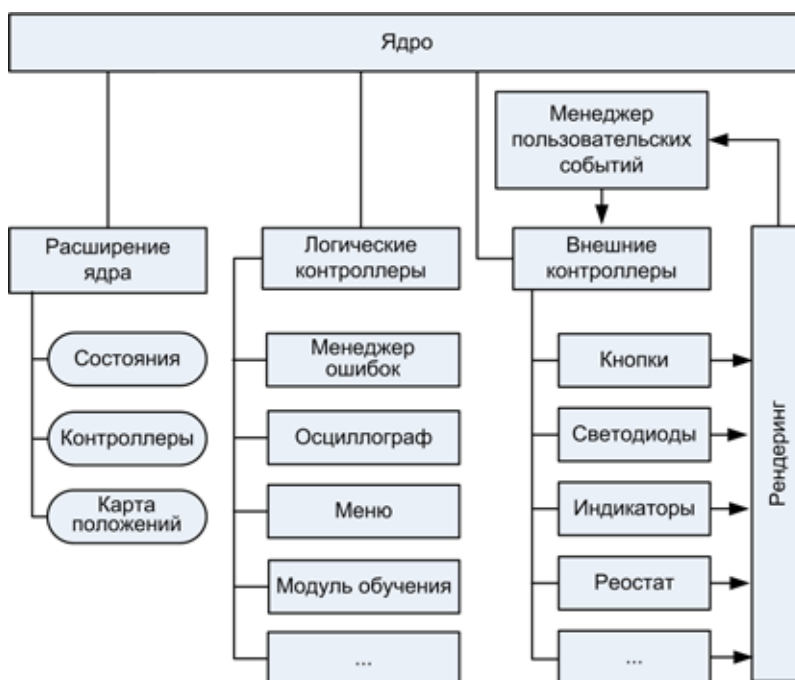 Ядро
Менеджер
пользовательских
событий
Расширение
ядра
Логические
контроллеры
Внешние
контроллеры
Состояния
Контроллеры
Карта
положений
Менеджер
ошибок
Осциллограф
Меню
Модуль обучения
...
Кнопки
Светодиоды
Индикаторы
Реостат
...
Рендеринг